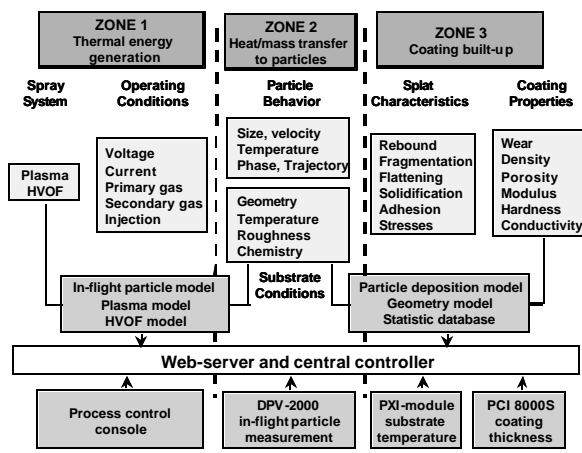 ZONE 1
Thermal energy
generation
ZONE 2
Heat/mass transfer
to particles
ZONE 3
Coating built-up
Spray
System
Operating
Conditions
Particle
Behavior
Splat
Characteristics
Coating
Properties
Plasma
HVOF
Voltage
Current
Primary gas
Secondary gas
Injection
Size, velocity
Temperature
Phase, Trajectory
Geometry
Temperature
Roughness
Chemistry
Substrate
Conditions
Rebound
Fragmentation
Flattening
Solidification
Adhesion
Stresses
Wear
Density
Porosity
Modulus
Hardness
Conductivity
In-flight particle model
Plasma model
HVOF model
Particle deposition model
Geometry model
Statistic database
Web-server and central controller
Process control
console
DPV-2000
in-flight particle
measurement
PXI-module
substrate
temperature
PCI 8000S
coating
thickness